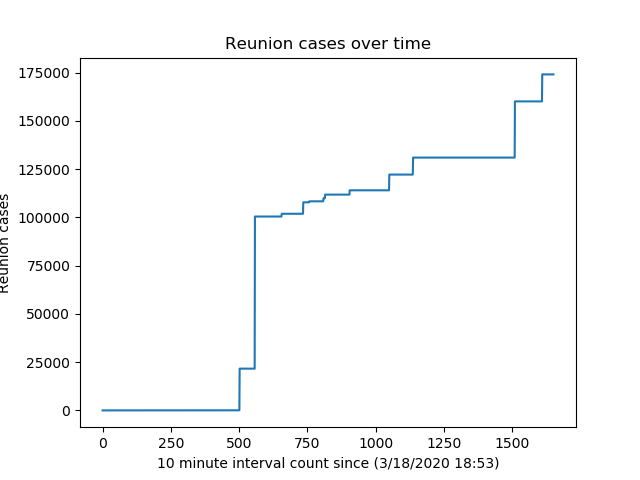 Reunion cases over time
175000
150000
125000
100000
75000
50000
25000
0
Reunion cases
0 250 500 750 1000 1250 1500
10 minute interval count since (3/18/2020 18:53)